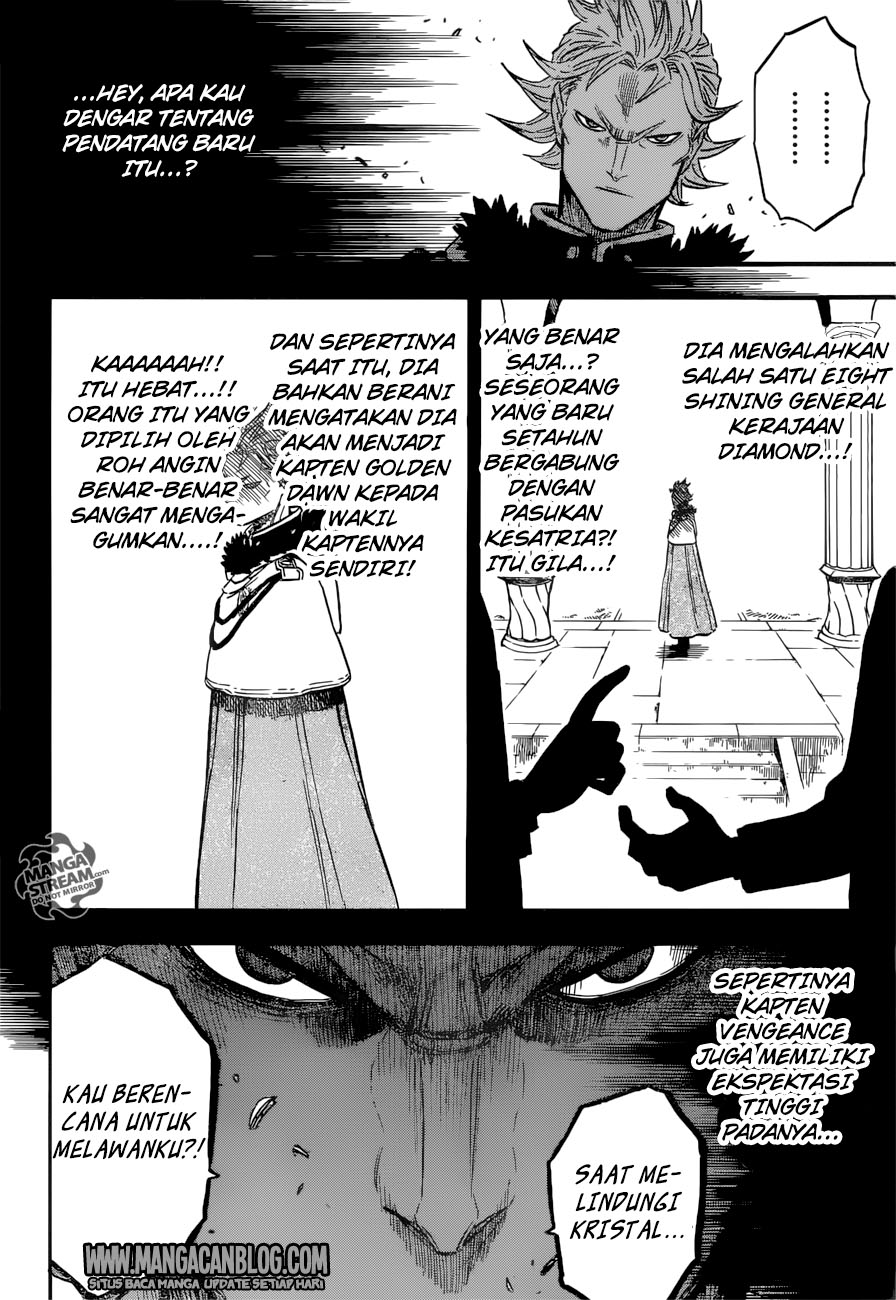 ...HEY, APA KAU
DENGAR TENTANG
PENDATANG BARU
ITU...?
DIA MENGALAHKAN
SALAH SATU EIGHT
SHINING GENERAL
KERAJAAN
DIAMOND...!
YANG BENAR
SAJA...?
SESEORANG
YANG BARU
SETAHUN
BERGABUNG
DENGAN
PASUKAN
KESATRIA?!
ITU GILA...!
DAN SEPERTINYA
SAAT ITU, DIA
BAHKAN BERANI
MENGATAKAN DIA
AKAN MENJADI
KAPTEN GOLDEN
DAWN KEPADA
WAKIL
KAPTENNYA
SENDIRI!
KAAAAAAH!!
ITU HEBAT...!!
ORANG ITU YANG
DIPILIH OLEH
ROH ANGIN
BENAR-BENAR
SANGAT MENGA-
GUMKAN....!
MANGA
STREAM.com
DO NOT MIRROR
SEPERTINYA
KAPTEN
VENGEANCE
JUGA MEMILIKI
EKSPEKTASI
TINGGI
PADANYA...
SAAT ME-
LINDUNGI
KRISTAL...
KAU BEREN-
CANA UNTUK
MELAWANKU?!
WWW.MANGACANBLOG.COM
SITUS BACA MANGA UPDATE SETIAP HARI